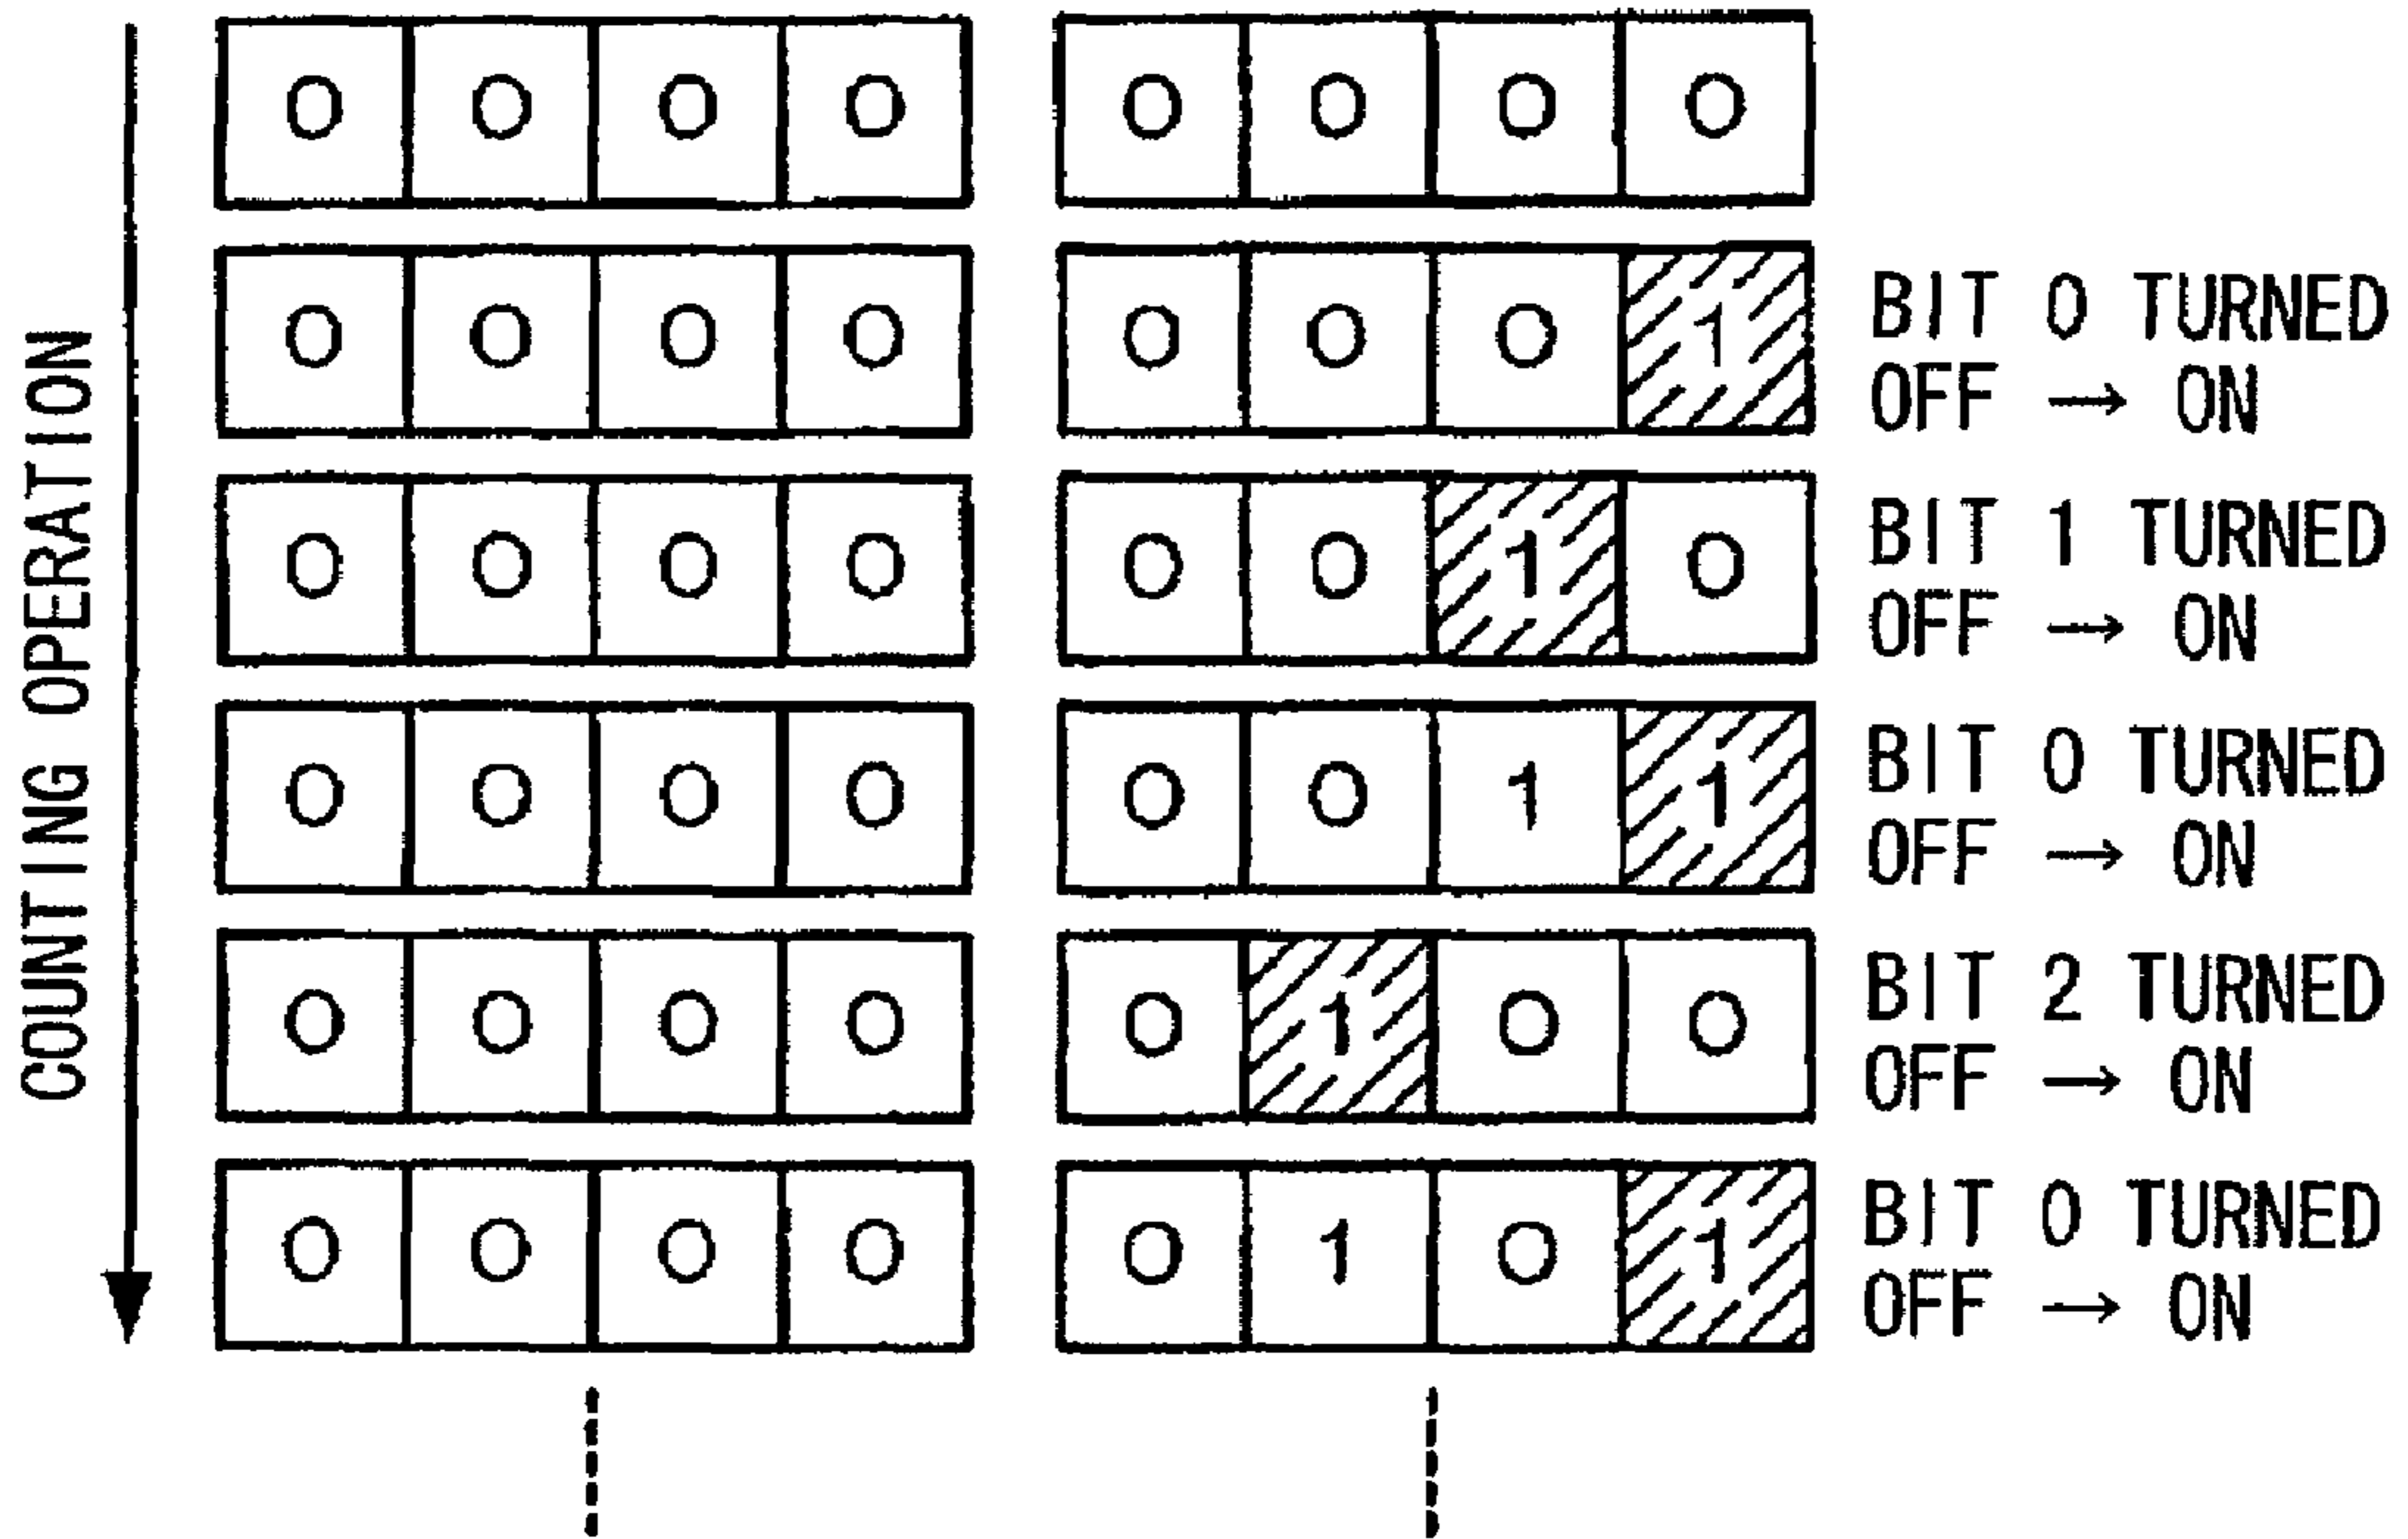 COUNTING OPERATION
0 0 0 0 0 0 0 0
0 0 0 0 0 0 0 1 BIT 0 TURNED
OFF → ON
0 0 0 0 0 0 1 0 BIT 1 TURNED
OFF → ON
0 0 0 0 0 0 1 1 BIT 0 TURNED
OFF → ON
0 0 0 0 0 1 0 0 BIT 2 TURNED
OFF → ON
0 0 0 0 0 1 0 1 BIT 0 TURNED
OFF → ON